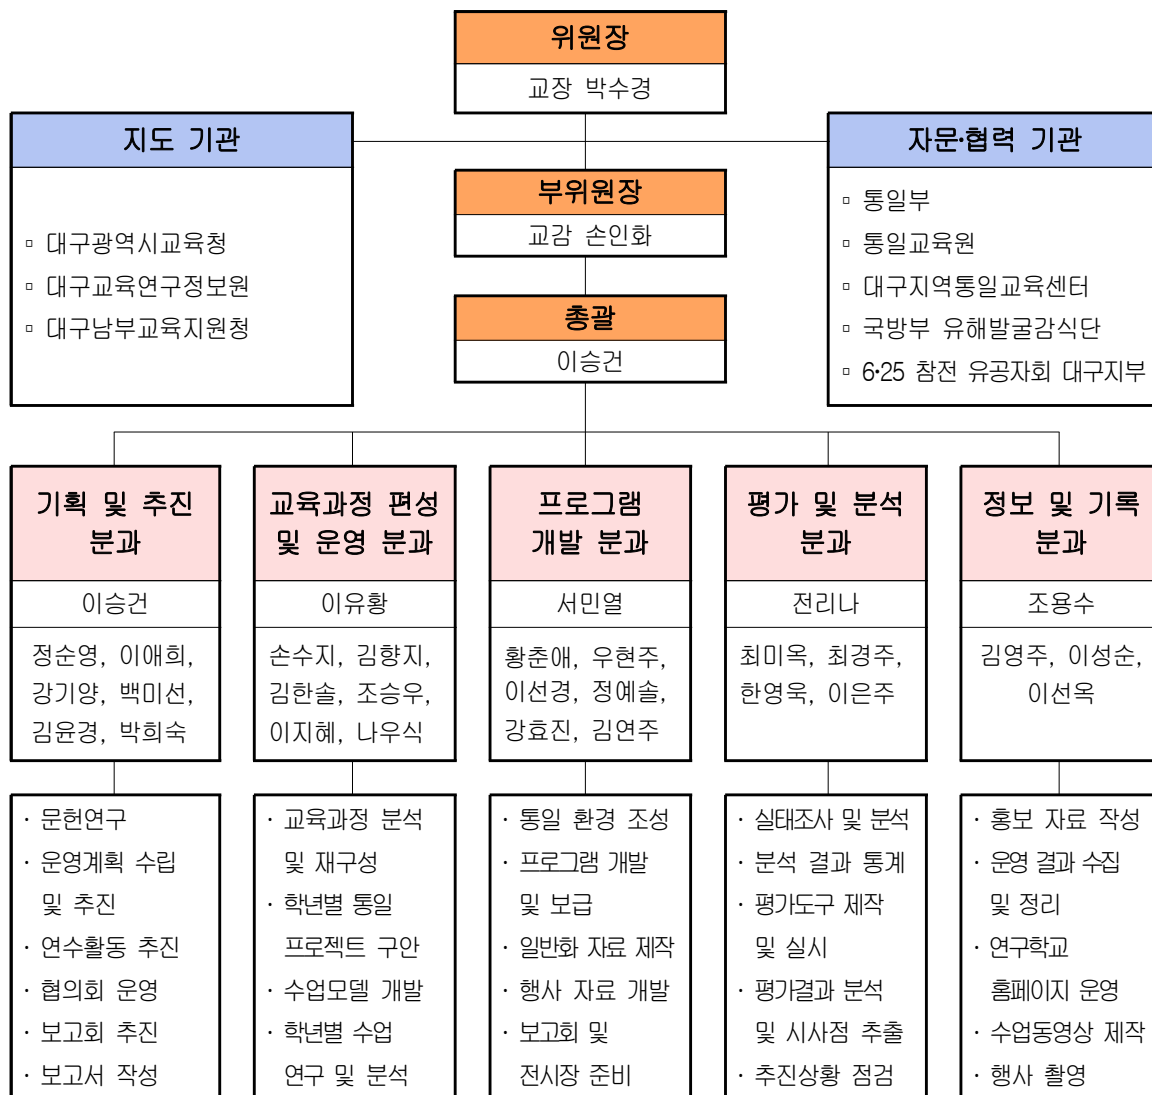 위원장
교장 박수경
지도 기관
▫ 대구광역시교육청
▫ 대구교육연구정보원
▫ 대구남부교육지원청
부위원장
교감 손인화
총괄
이승건
자문·협력 기관
▫ 통일부
▫ 통일교육원
▫ 대구지역통일교육센터
▫ 국방부 유해발굴감식단
▫ 6·25 참전 유공자회 대구지부
기획 및 추진
분과
이승건
정순영, 이애희,
강기양, 백미선,
김윤경, 박희숙
· 문헌연구
· 운영계획 수립
및 추진
· 연수활동 추진
· 협의회 운영
· 보고회 추진
· 보고서 작성
교육과정 편성
및 운영 분과
이유황
손수지, 김향지,
김한솔, 조승우,
이지혜, 나우식
· 교육과정 분석
및 재구성
· 학년별 통일
프로젝트 구안
· 수업모델 개발
· 학년별 수업
연구 및 분석
프로그램
개발 분과
서민열
황춘애, 우현주,
이선경, 정예솔,
강효진, 김연주
· 통일 환경 조성
· 프로그램 개발
및 보급
· 일반화 자료 제작
· 행사 자료 개발
· 보고회 및
전시장 준비
평가 및 분석
분과
전리나
최미옥, 최경주,
한영욱, 이은주
· 실태조사 및 분석
· 분석 결과 통계
· 평가도구 제작
및 실시
· 평가결과 분석
및 시사점 추출
· 추진상황 점검
정보 및 기록
분과
조용수
김영주, 이성순,
이선옥
· 홍보 자료 작성
· 운영 결과 수집
및 정리
· 연구학교
홈페이지 운영
· 수업동영상 제작
· 행사 촬영